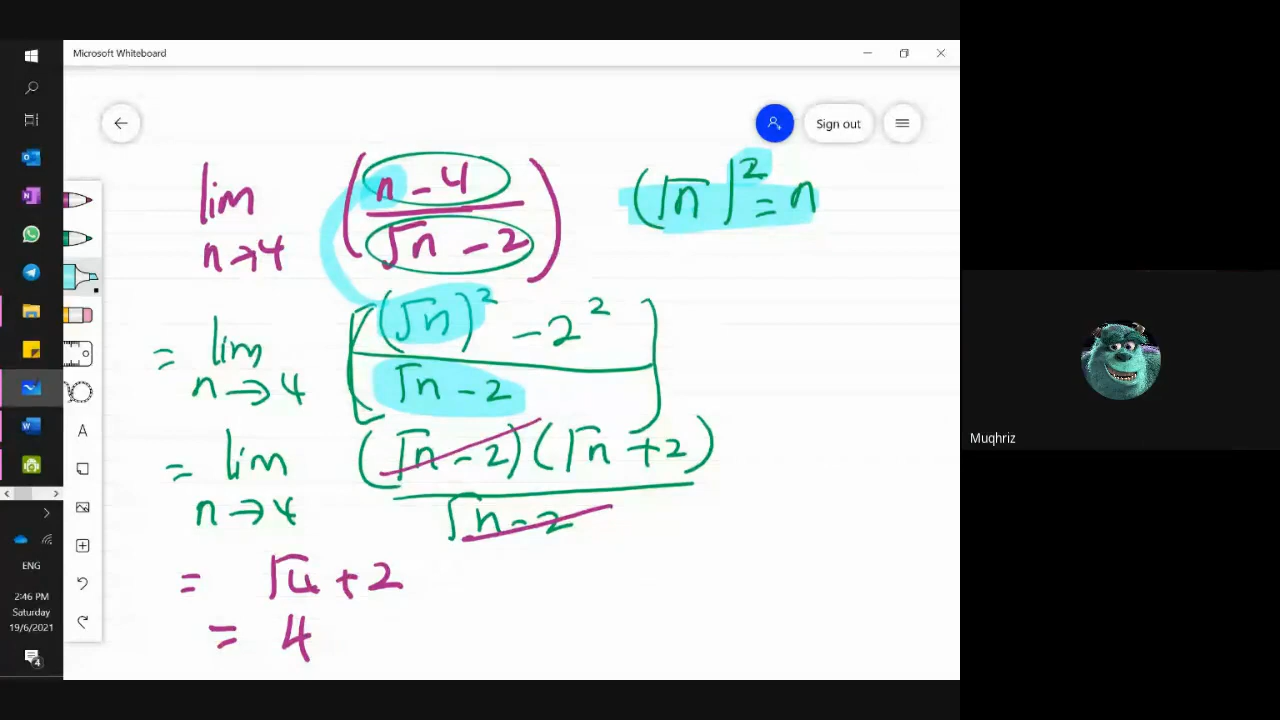 Microsoft Whiteboard
Sign out
lim n→4 (n - 4 / √n - 2)
(√n)² = n
= lim n→4 [(√n)² - 2² / √n - 2]
= lim n→4 (√n - 2)(√n + 2) / √n - 2
= √4 + 2
= 4
A
ENG
2:46 PM
Saturday
19/6/2021
4
Muqhriz